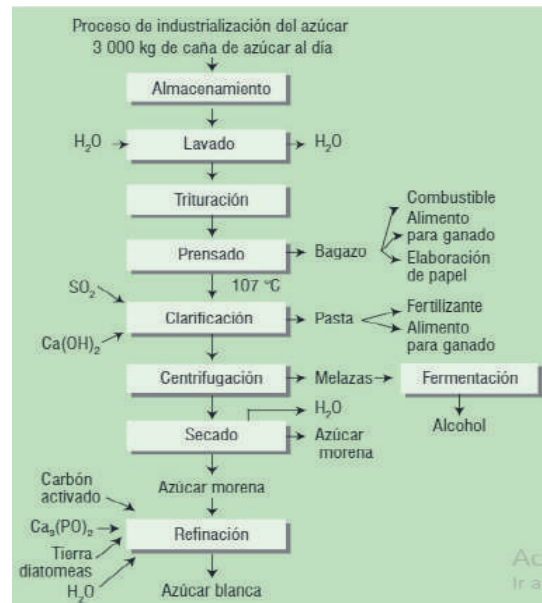 Proceso de industrialización del azúcar
3 000 kg de caña de azúcar al día
Almacenamiento
H₂O
Lavado
H₂O
Trituración
Prensado
Bagazo
Combustible
Alimento
para ganado
Elaboración
de papel
107 °C
SO₂
Ca(OH)₂
Clarificación
Pasta
Fertilizante
Alimento
para ganado
Centrifugación
Melazas
Fermentación
Alcohol
H₂O
Secado
Azúcar
morena
Azúcar morena
Carbón
activado
Ca₃(PO)₂
Tierra
diatomeas
H₂O
Refinación
Azúcar blanca
Ir a